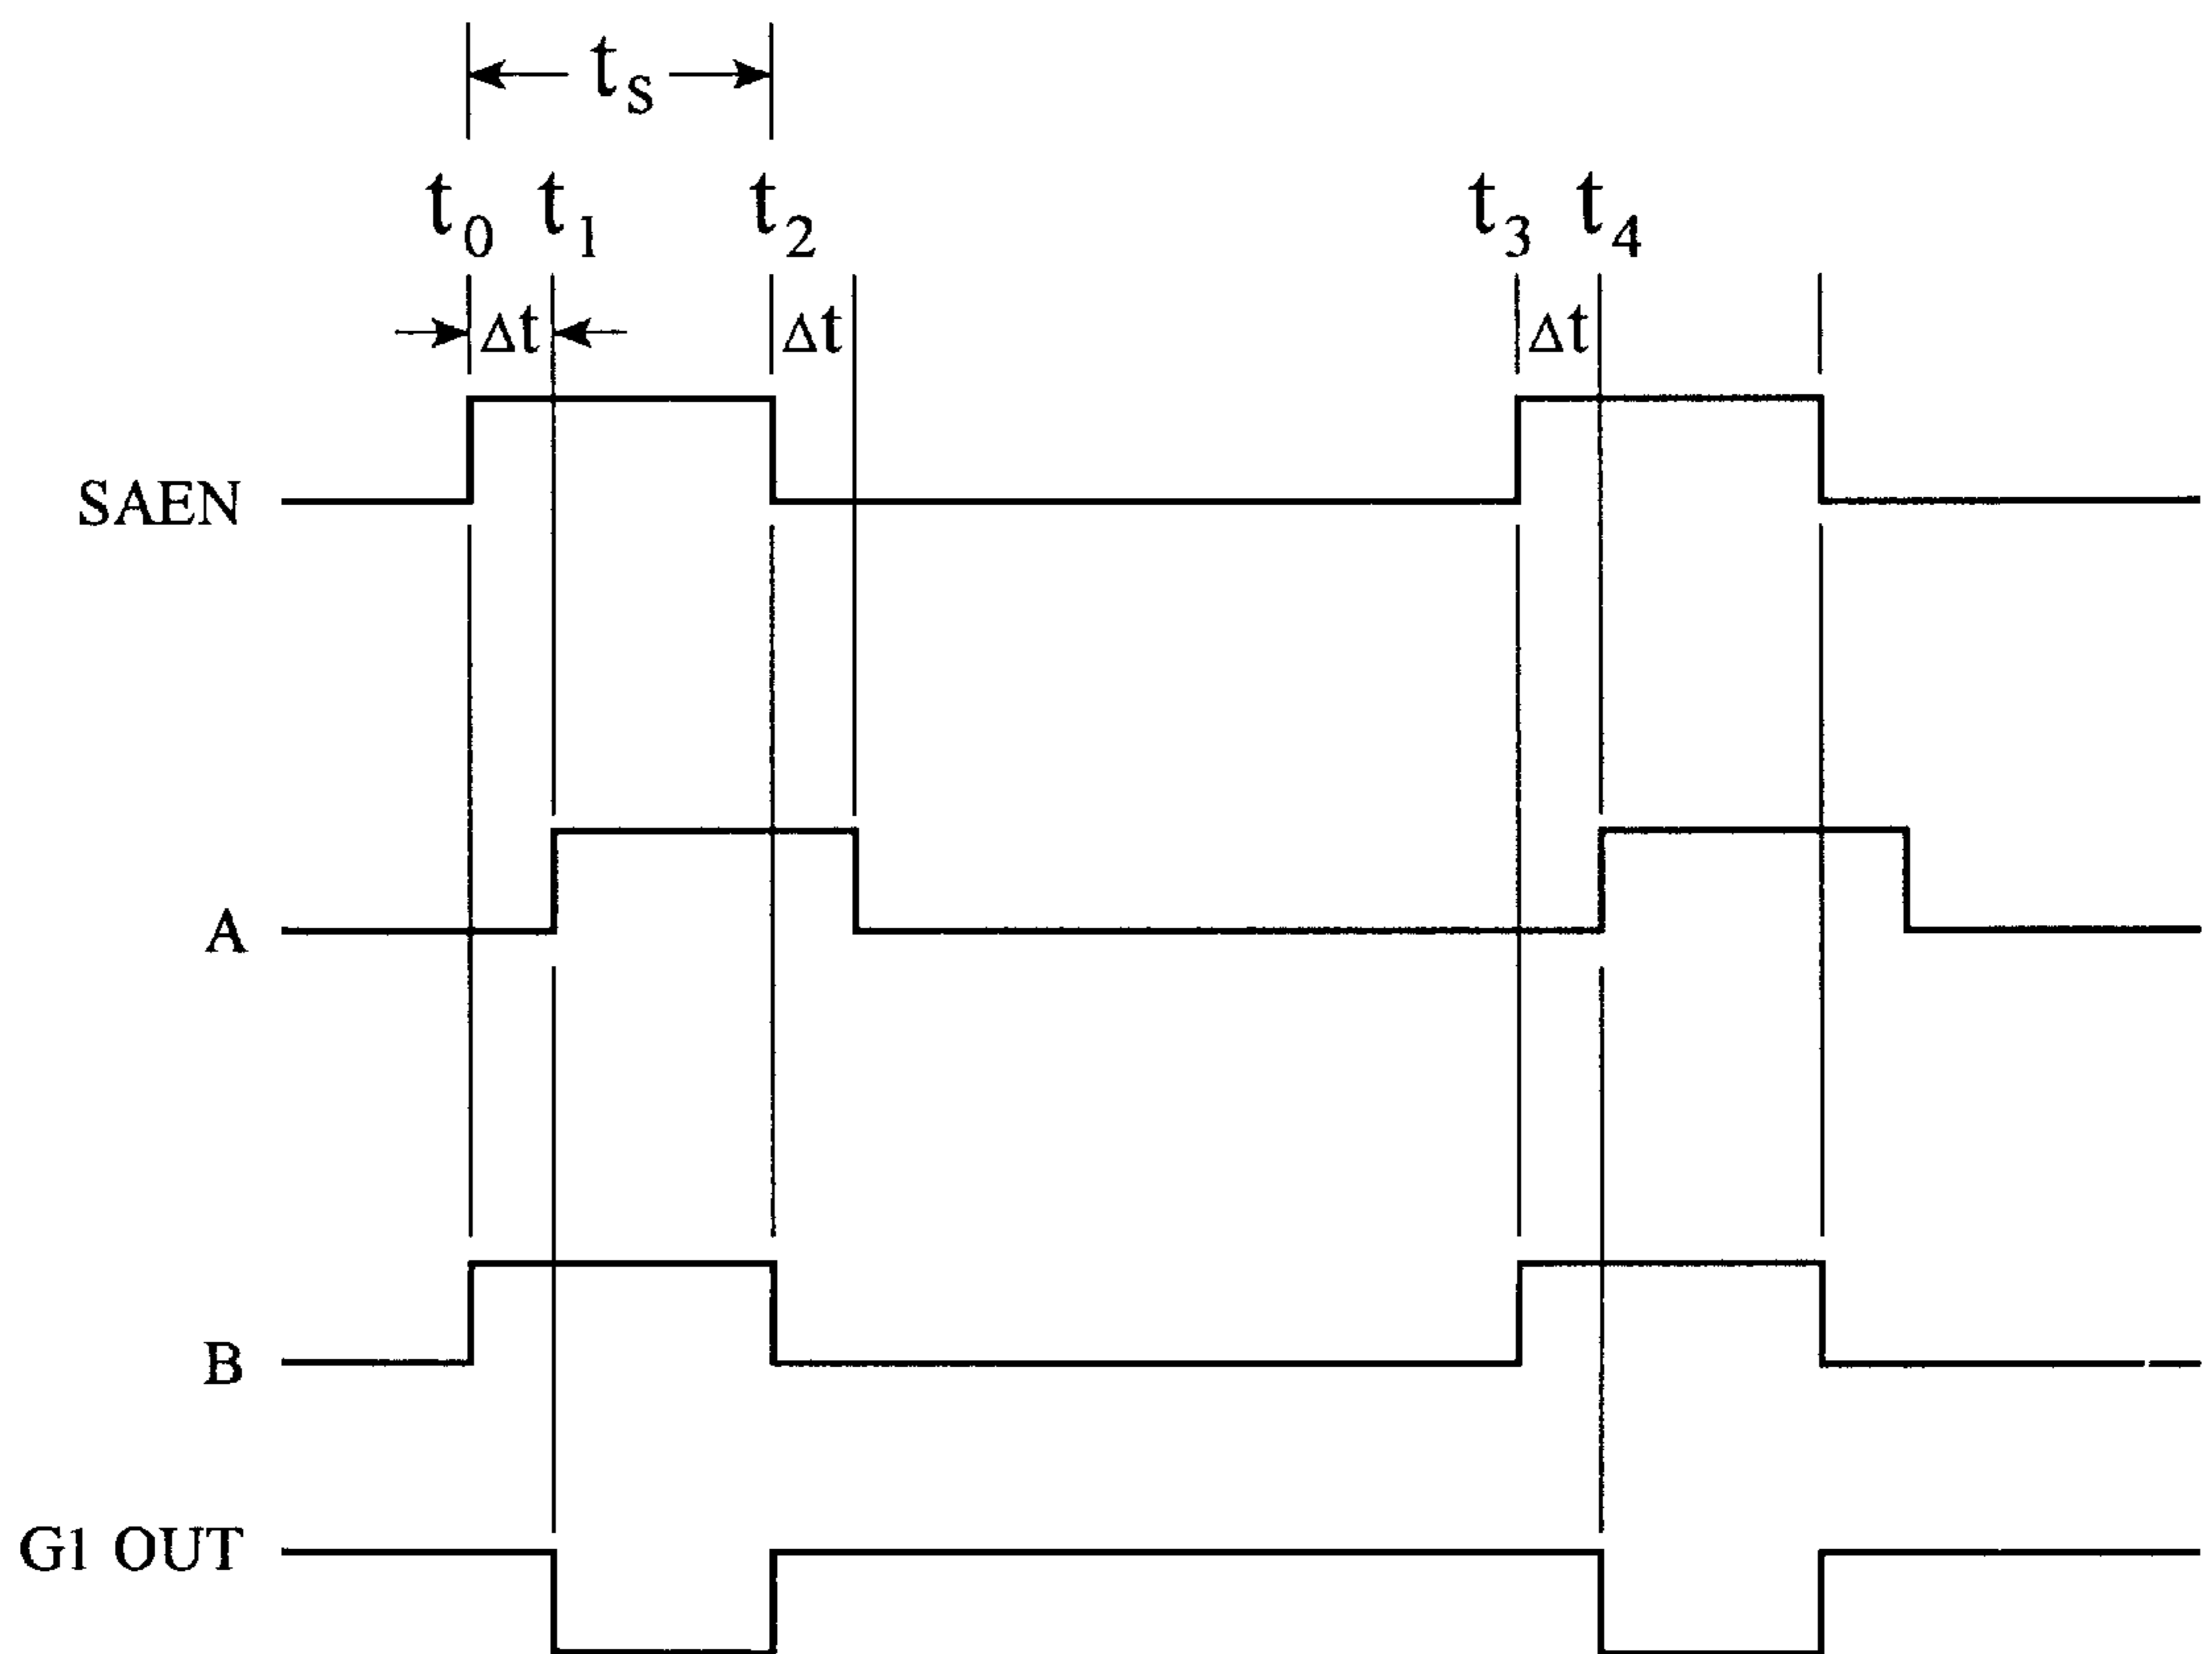 tS
t0 t1 t2 t3 t4
Δt Δt Δt
SAEN
A
B
G1 OUT